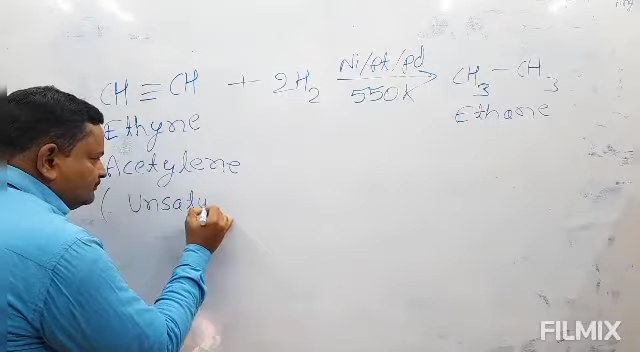 CH ≡ CH + 2H₂ Ni/pt/pd 550K CH₃ – CH₃
Ethyne Ethane
Acetylene
( Unsatu
FILMIX